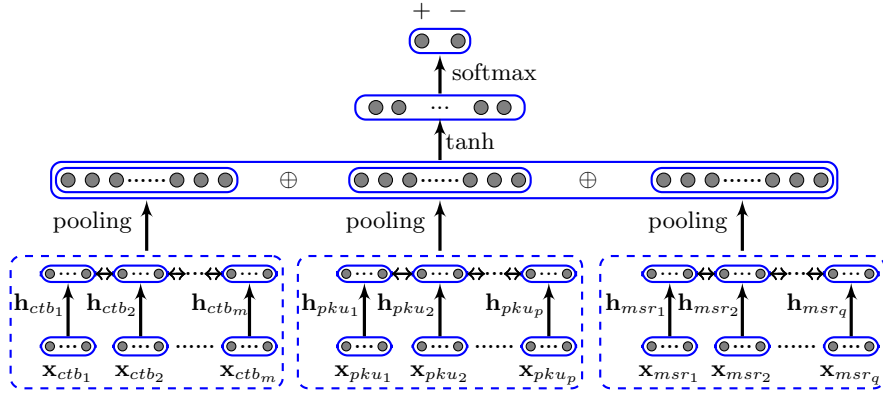 + −
softmax
...
tanh
...... ⊕ ...... ⊕ ......
pooling pooling pooling
... ... ...... ... ... ... ...... ... ... ... ...... ...
h_{ctb_1} h_{ctb_2} h_{ctb_m} h_{pku_1} h_{pku_2} h_{pku_p} h_{msr_1} h_{msr_2} h_{msr_q}
... ... ...... ... ... ... ...... ... ... ... ...... ...
x_{ctb_1} x_{ctb_2} x_{ctb_m} x_{pku_1} x_{pku_2} x_{pku_p} x_{msr_1} x_{msr_2} x_{msr_q}